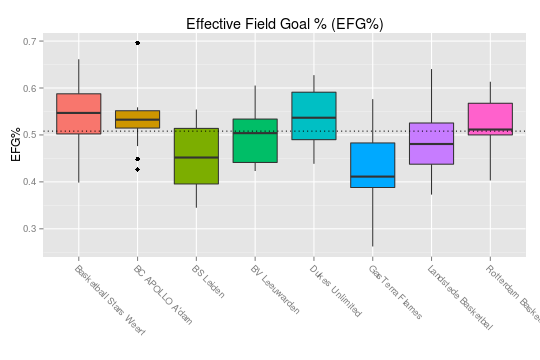 Effective Field Goal % (EFG%)
EFG%
0.7
0.6
0.5
0.4
0.3
Basketball Stars Weert
BC APOLLO A'dam
BS Leiden
BV Leeuwarden
Dukes Unlimited
GasTerra Flames
Landstede Basketbal
Rotterdam Basket